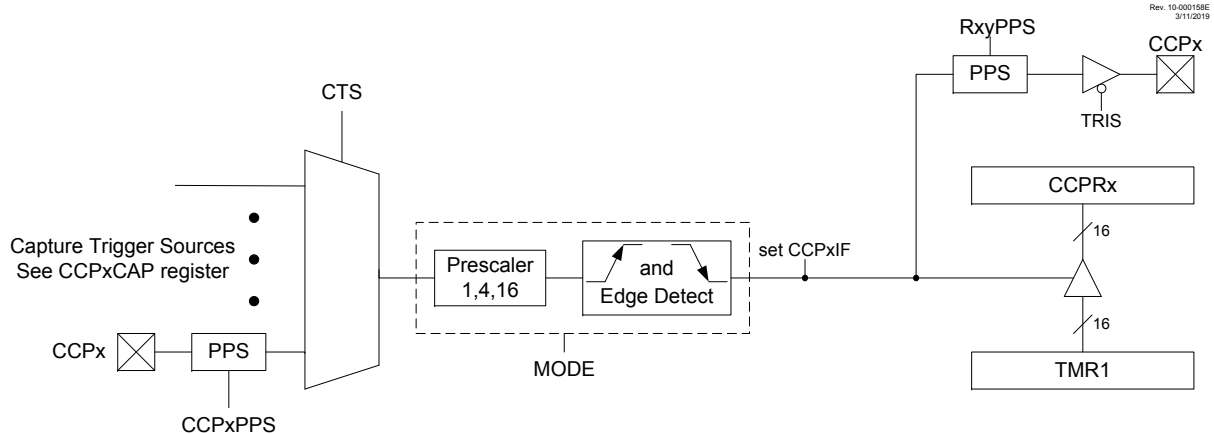 Rev. 10-000158E
3/11/2019
RxyPPS
CCPx
PPS
TRIS
CTS
CCPRx
16
Capture Trigger Sources
See CCPxCAP register
Prescaler
1,4,16
and
Edge Detect
set CCPxIF
16
CCPx
PPS
MODE
TMR1
CCPxPPS